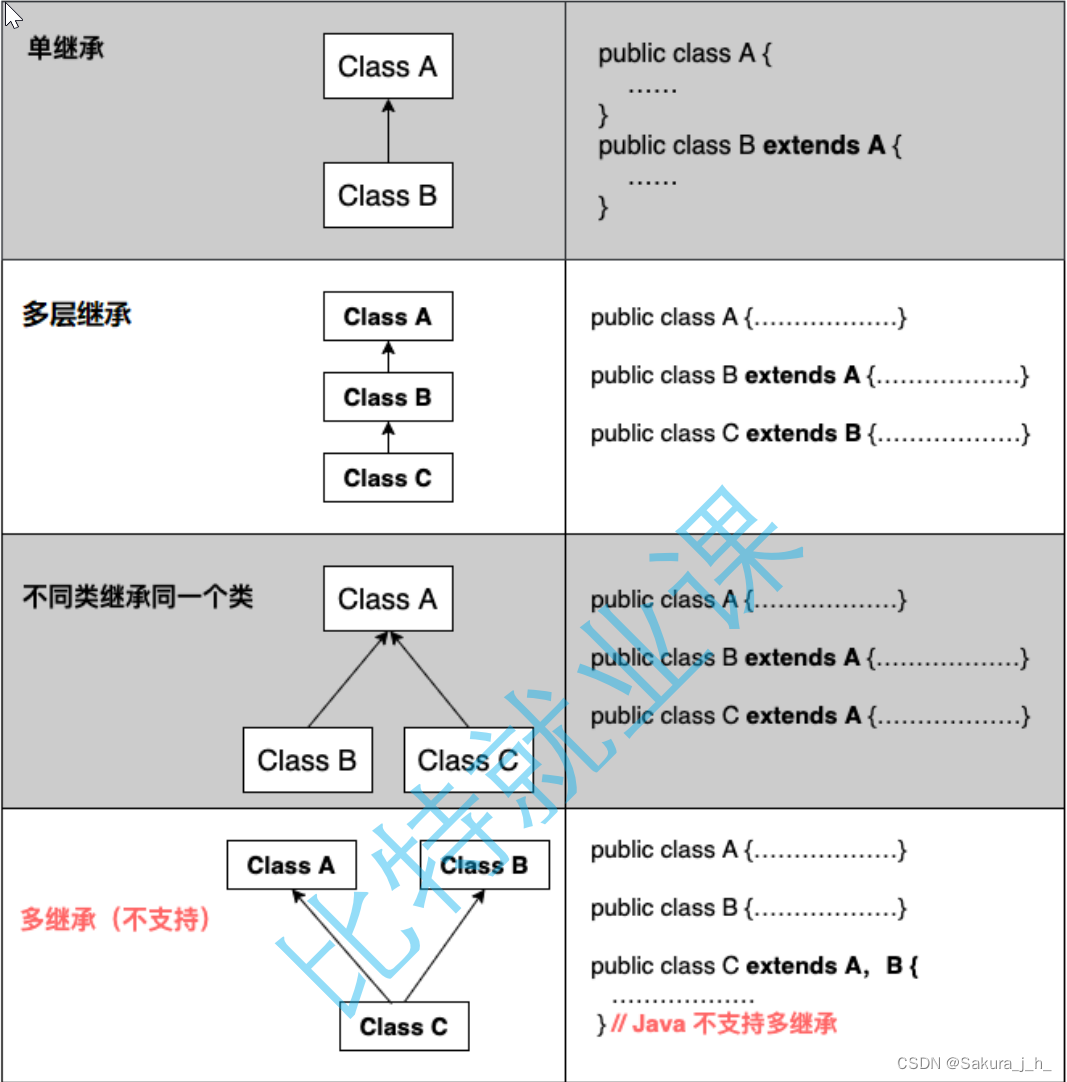 单继承
Class A
Class B
public class A {
……
}
public class B extends A {
……
}
多层继承
Class A
Class B
Class C
public class A {………………}
public class B extends A {………………}
public class C extends B {………………}
不同类继承同一个类
Class A
Class B
Class C
public class A {………………}
public class B extends A {………………}
public class C extends A {………………}
多继承（不支持）
Class A
Class B
Class C
public class A {………………}
public class B {………………}
public class C extends A，B {
………………
} // Java 不支持多继承
比特就业课
CSDN @Sakura_j_h_